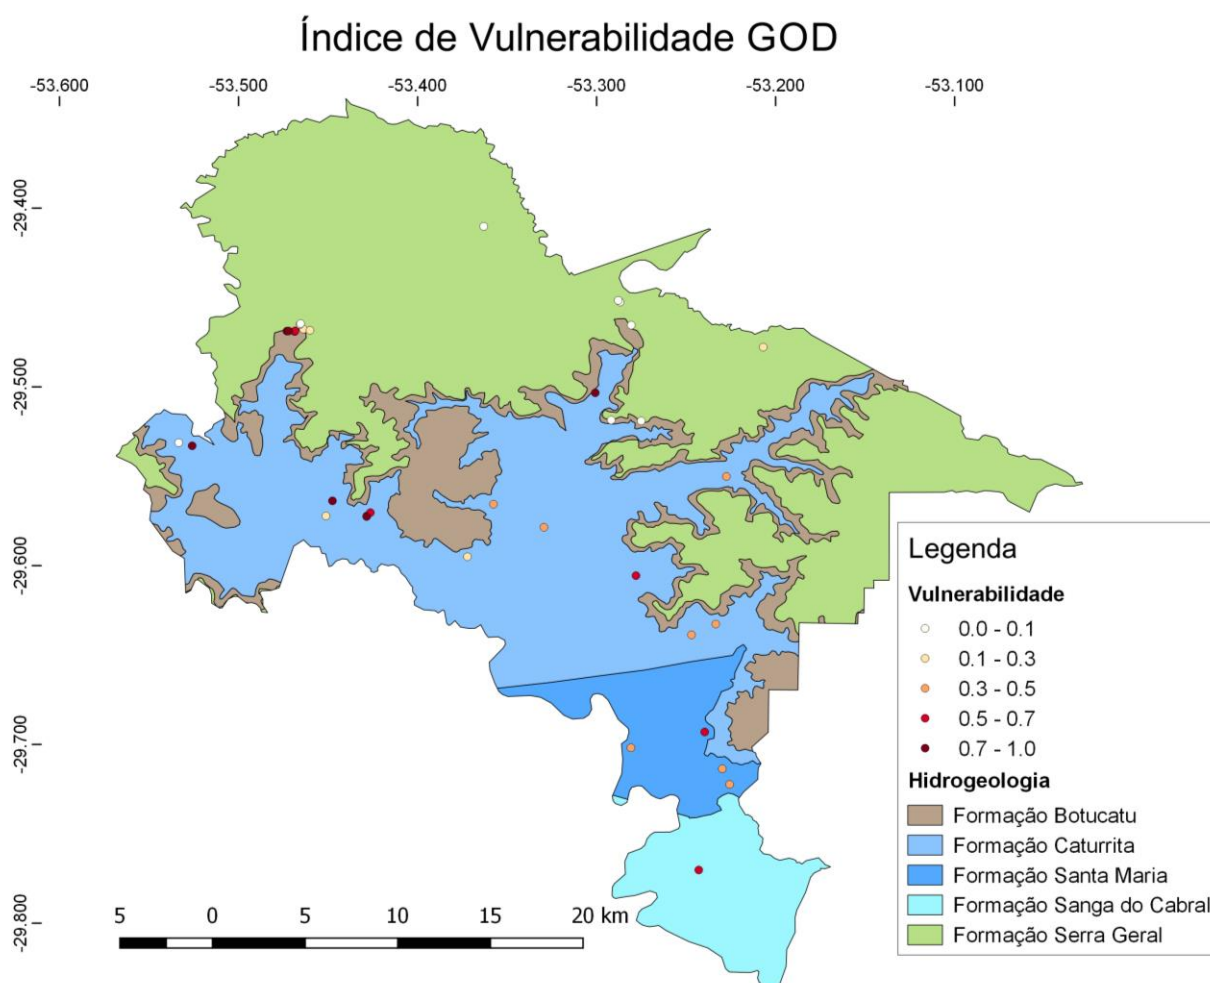 Índice de Vulnerabilidade GOD
-53.600 -53.500 -53.400 -53.300 -53.200 -53.100
-29.400
-29.500
-29.600
-29.700
-29.800
Legenda
Vulnerabilidade
0.0 - 0.1
0.1 - 0.3
0.3 - 0.5
0.5 - 0.7
0.7 - 1.0
Hidrogeologia
Formação Botucatu
Formação Caturrita
Formação Santa Maria
Formação Sanga do Cabral
Formação Serra Geral
5 0 5 10 15 20 km